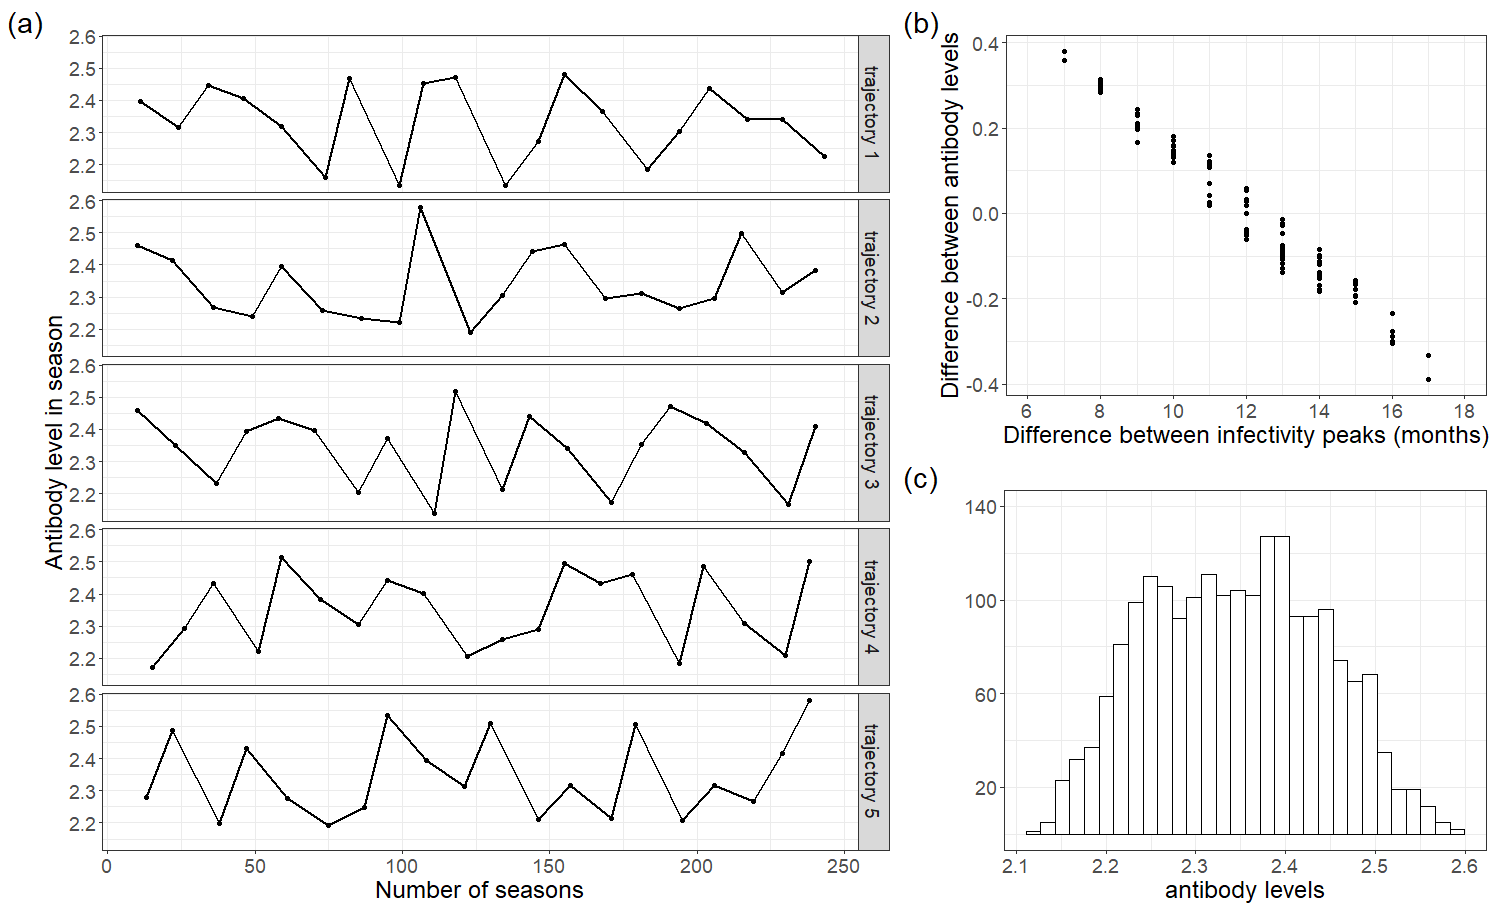 (a)
Antibody level in season
2.6
2.5
2.4
2.3
2.2
trajectory 1
2.6
2.5
2.4
2.3
2.2
trajectory 2
2.6
2.5
2.4
2.3
2.2
trajectory 3
2.6
2.5
2.4
2.3
2.2
trajectory 4
2.6
2.5
2.4
2.3
2.2
trajectory 5
0 50 100 150 200 250
Number of seasons
(b)
Difference between antibody levels
0.4
0.2
0.0
-0.2
-0.4
6 8 10 12 14 16 18
Difference between infectivity peaks (months)
(c)
140
100
60
20
2.1 2.2 2.3 2.4 2.5 2.6
antibody levels